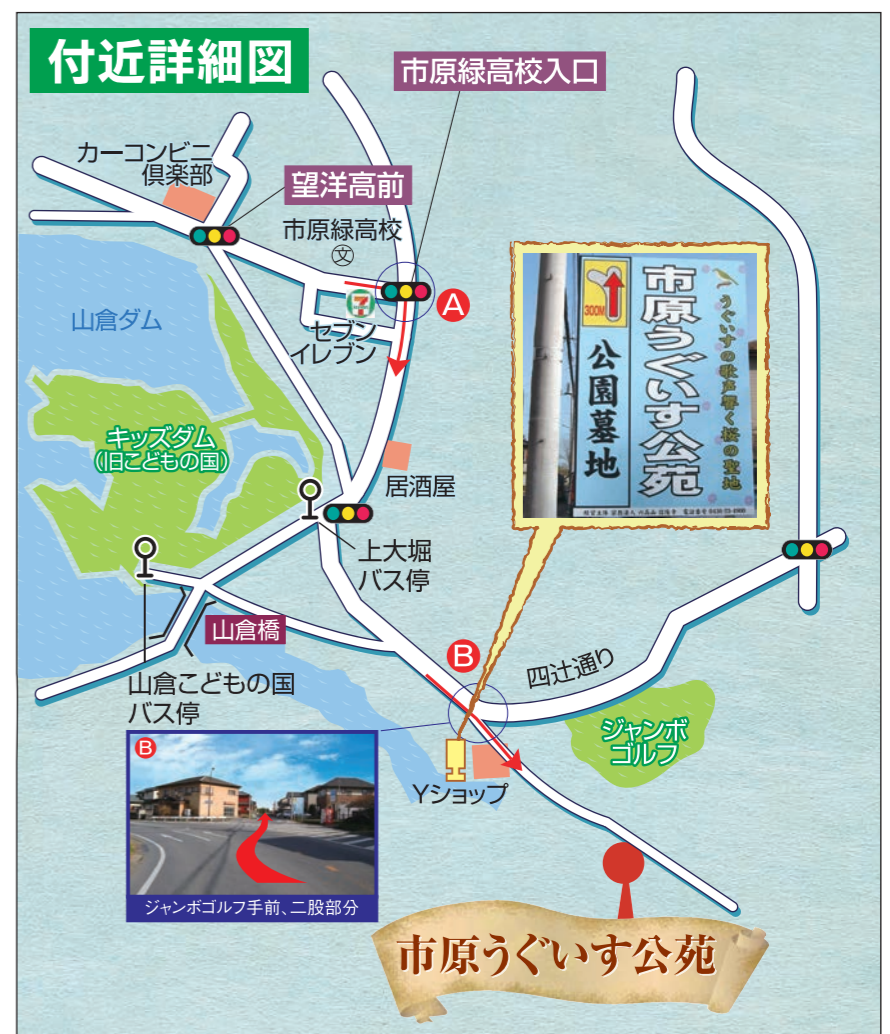 付近詳細図
市原緑高校入口
カーコンビニ
倶楽部
望洋高前
市原緑高校
文
A
7
セブン
イレブン
山倉ダム
キッズダム
(旧こどもの国)
居酒屋
上大堀
バス停
300M
公園墓地
市原うぐいす公苑
うぐいすの歌声響く桜の聖地
山倉橋
山倉こどもの国
バス停
B
四辻通り
ジャンボ
ゴルフ
Yショップ
B
ジャンボゴルフ手前、二股部分
市原うぐいす公苑